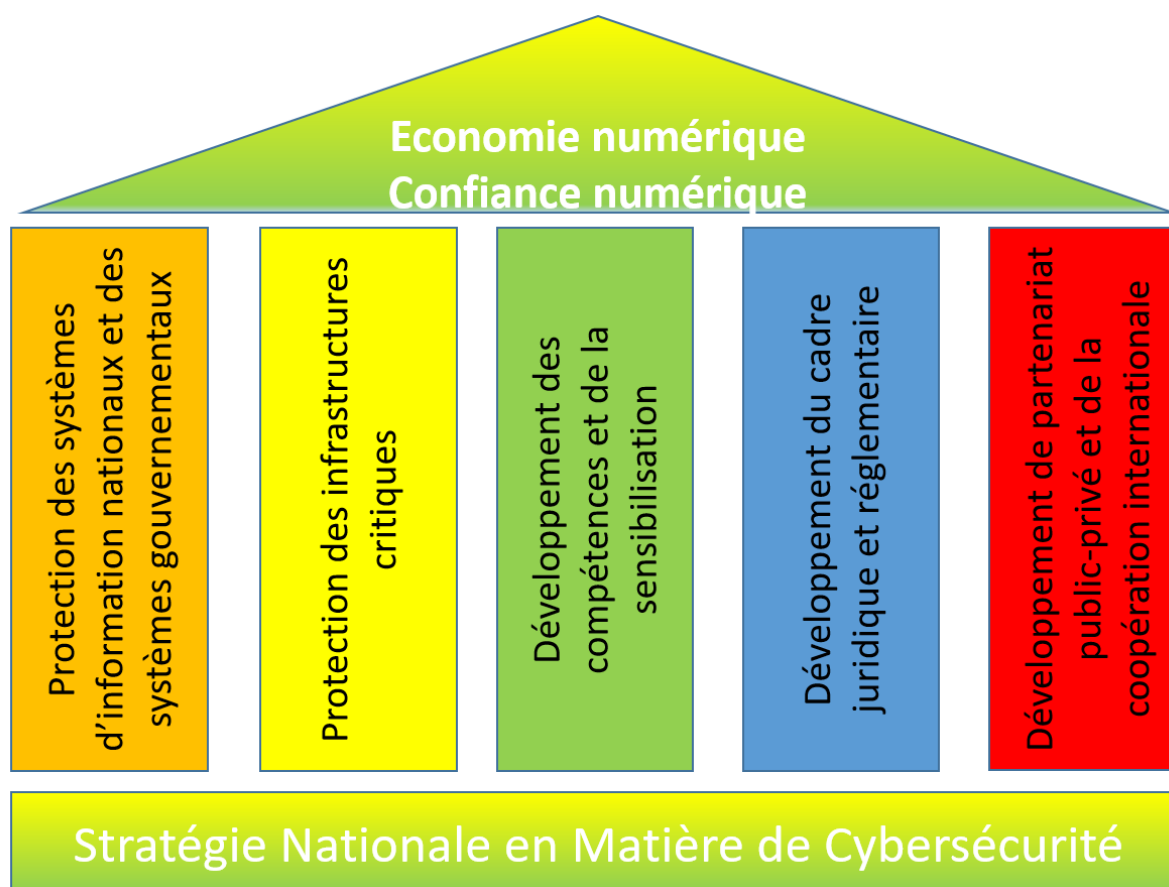 Economie numérique
Confiance numérique
Protection des systèmes
d’information nationaux et des
systèmes gouvernementaux
Protection des infrastructures
critiques
Développement des
compétences et de la
sensibilisation
Développement du cadre
juridique et réglementaire
Développement de partenariat
public-privé et de la
coopération internationale
Stratégie Nationale en Matière de Cybersécurité